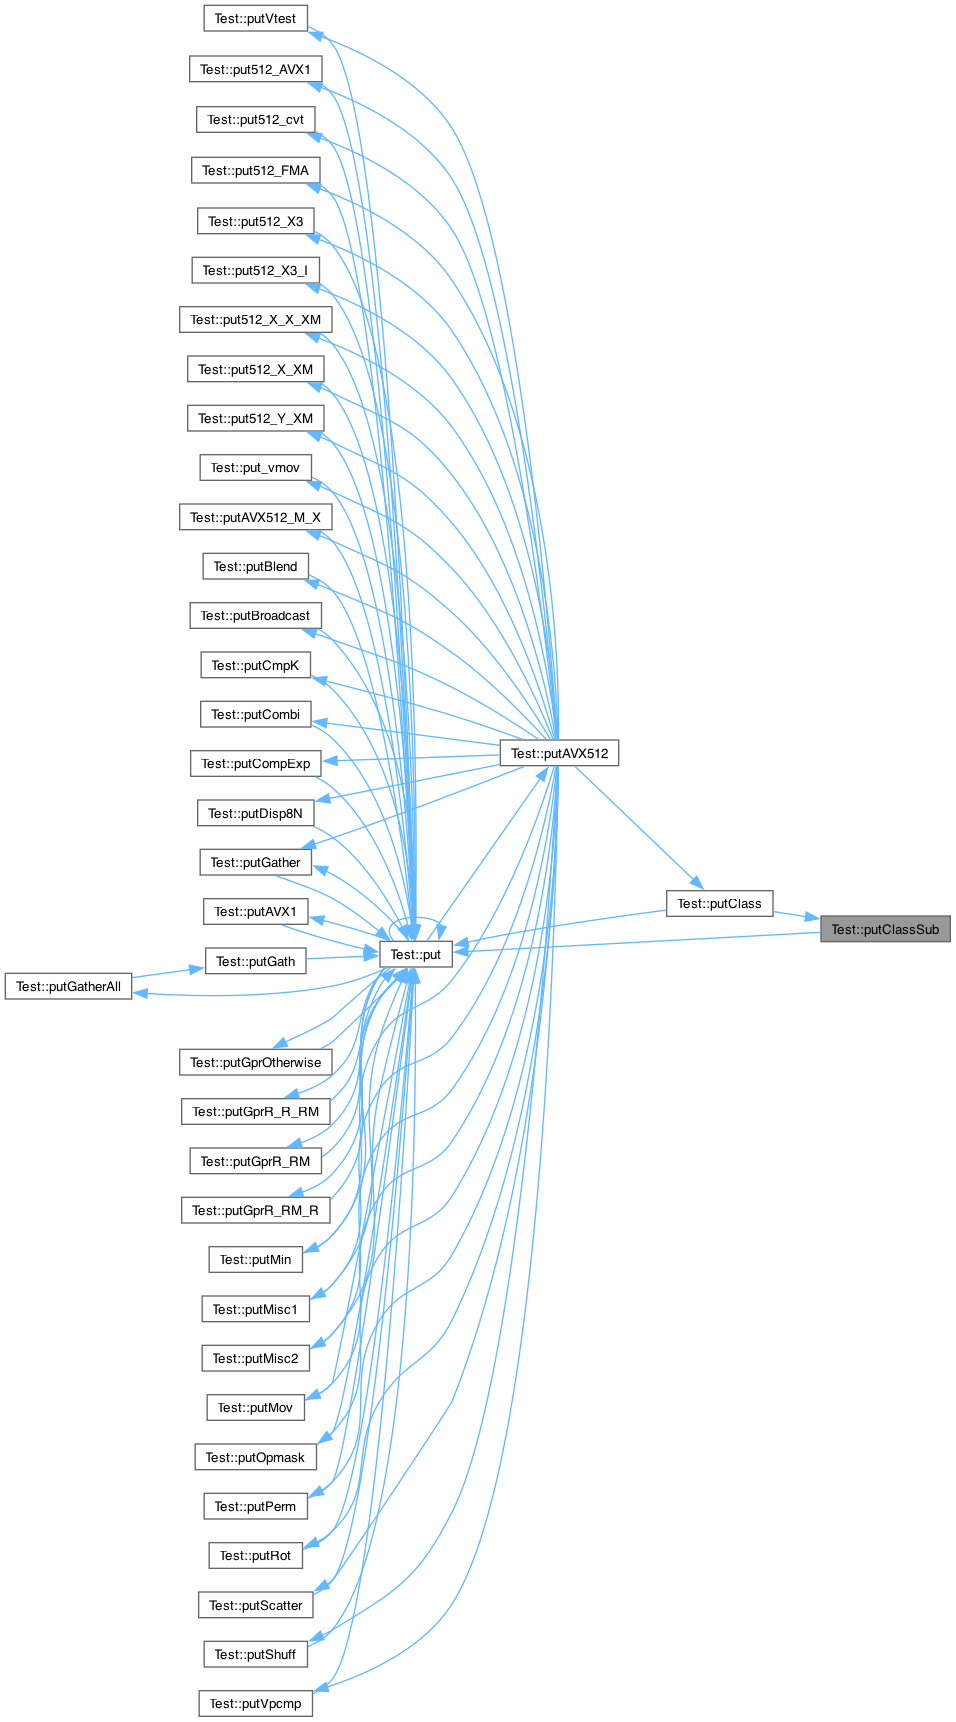 Test::putVtest
Test::put512_AVX1
Test::put512_cvt
Test::put512_FMA
Test::put512_X3
Test::put512_X3_I
Test::put512_X_X_XM
Test::put512_X_XM
Test::put512_Y_XM
Test::put_vmov
Test::putAVX512_M_X
Test::putBlend
Test::putBroadcast
Test::putCmpK
Test::putCombi
Test::putAVX512
Test::putCompExp
Test::putDisp8N
Test::putGather
Test::putClass
Test::putAVX1
Test::putClassSub
Test::put
Test::putGath
Test::putGatherAll
Test::putGprOtherwise
Test::putGprR_R_RM
Test::putGprR_RM
Test::putGprR_RM_R
Test::putMin
Test::putMisc1
Test::putMisc2
Test::putMov
Test::putOpmask
Test::putPerm
Test::putRot
Test::putScatter
Test::putShuff
Test::putVpcmp